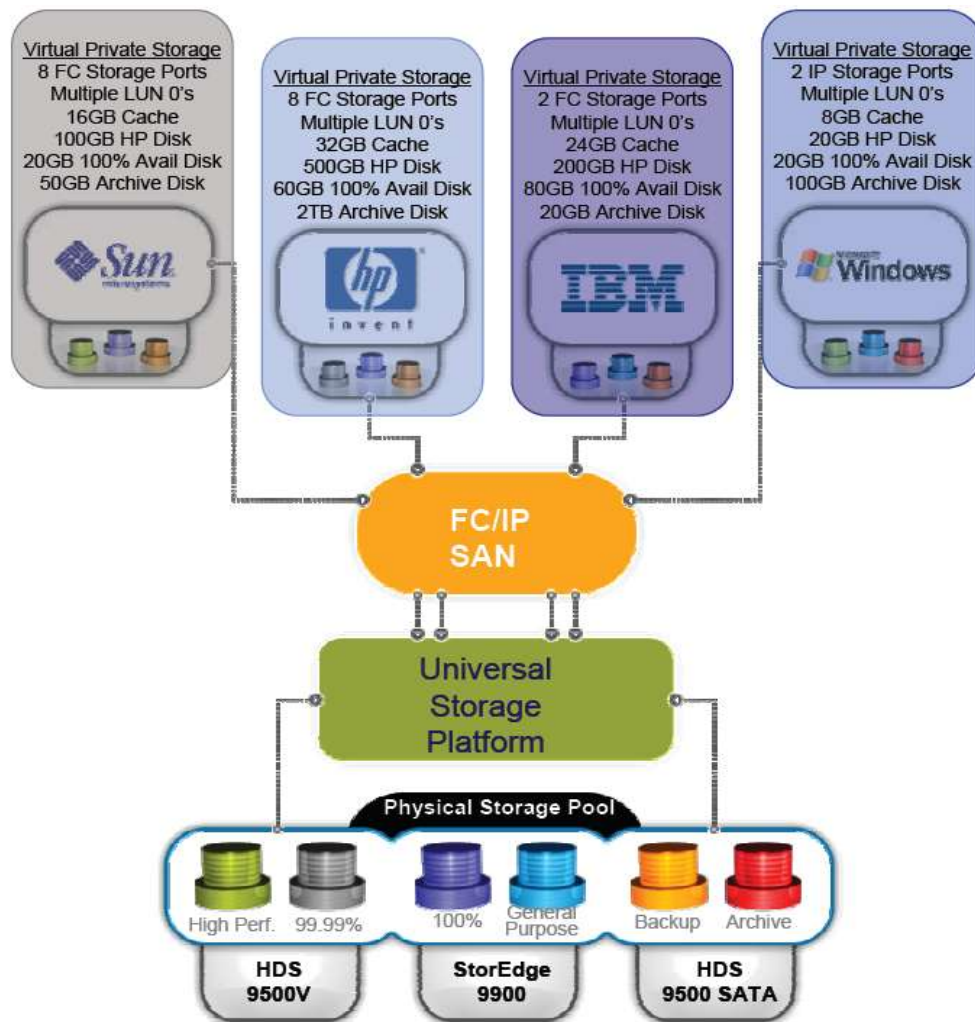 Virtual Private Storage
8 FC Storage Ports
Multiple LUN 0's
16GB Cache
100GB HP Disk
20GB 100% Avail Disk
50GB Archive Disk
Sun
microsystems
Virtual Private Storage
8 FC Storage Ports
Multiple LUN 0's
32GB Cache
500GB HP Disk
60GB 100% Avail Disk
2TB Archive Disk
hp
invent
Virtual Private Storage
2 FC Storage Ports
Multiple LUN 0's
24GB Cache
200GB HP Disk
80GB 100% Avail Disk
20GB Archive Disk
IBM
Virtual Private Storage
2 IP Storage Ports
Multiple LUN 0's
8GB Cache
20GB HP Disk
20GB 100% Avail Disk
100GB Archive Disk
Microsoft
Windows
FC/IP
SAN
Universal
Storage
Platform
Physical Storage Pool
High Perf.
99.99%
100%
General
Purpose
Backup
Archive
HDS
9500V
StorEdge
9900
HDS
9500 SATA